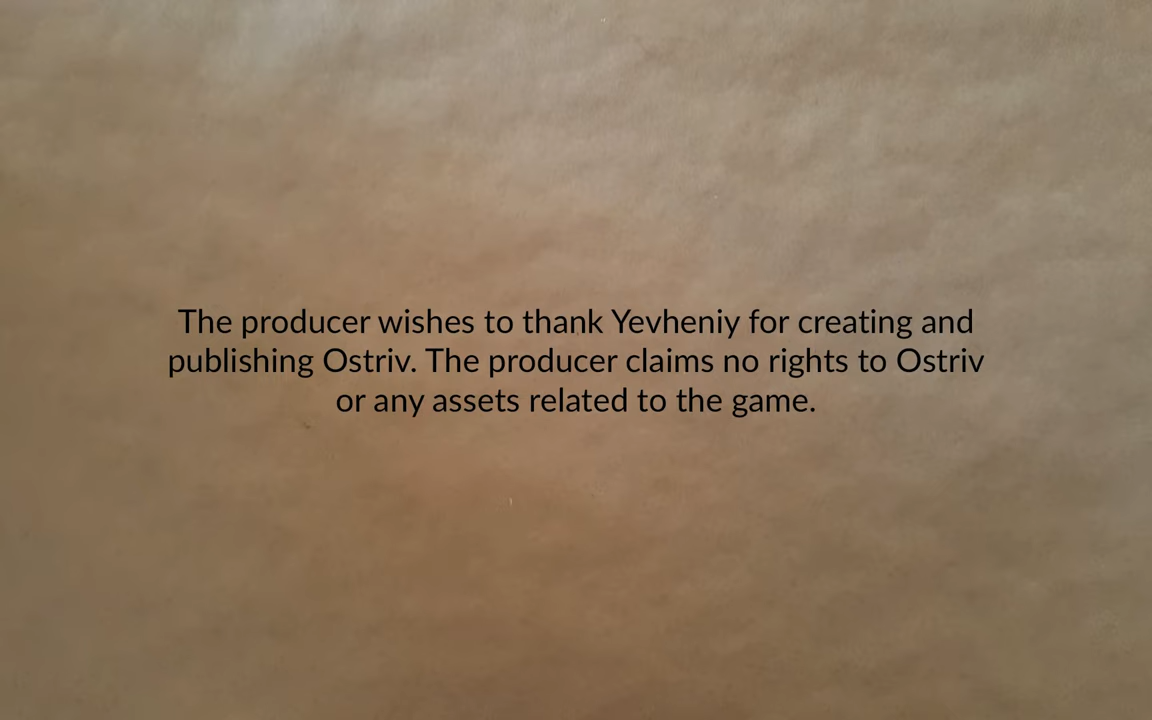 The producer wishes to thank Yevheniy for creating and
publishing Ostriv. The producer claims no rights to Ostriv
or any assets related to the game.